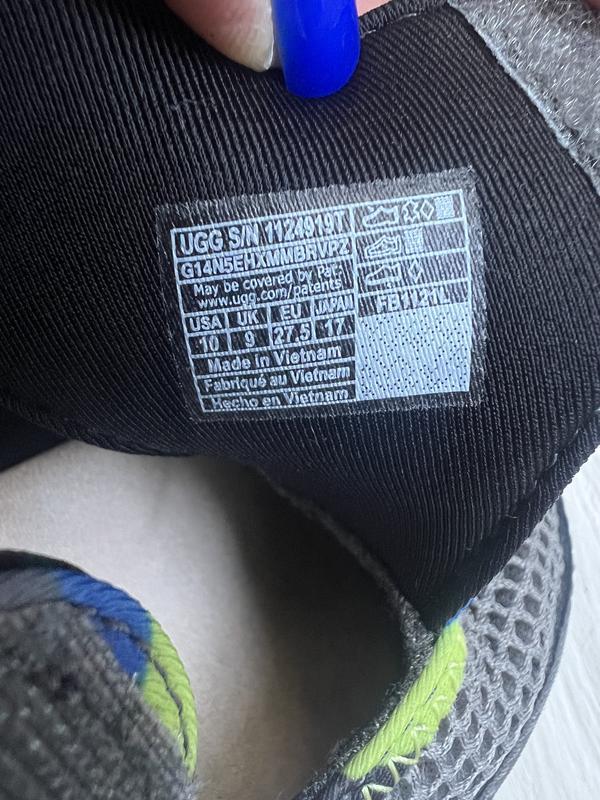 UGG S/N 1124919T
G14N5EHXMMBRVPZ
May be covered by Pat:
www.ugg.com/patents
USA UK EU JAPAN
10 9 27.5 17
Made in Vietnam
Fabriqué au Vietnam
Hecho en Vietnam
FB1121L